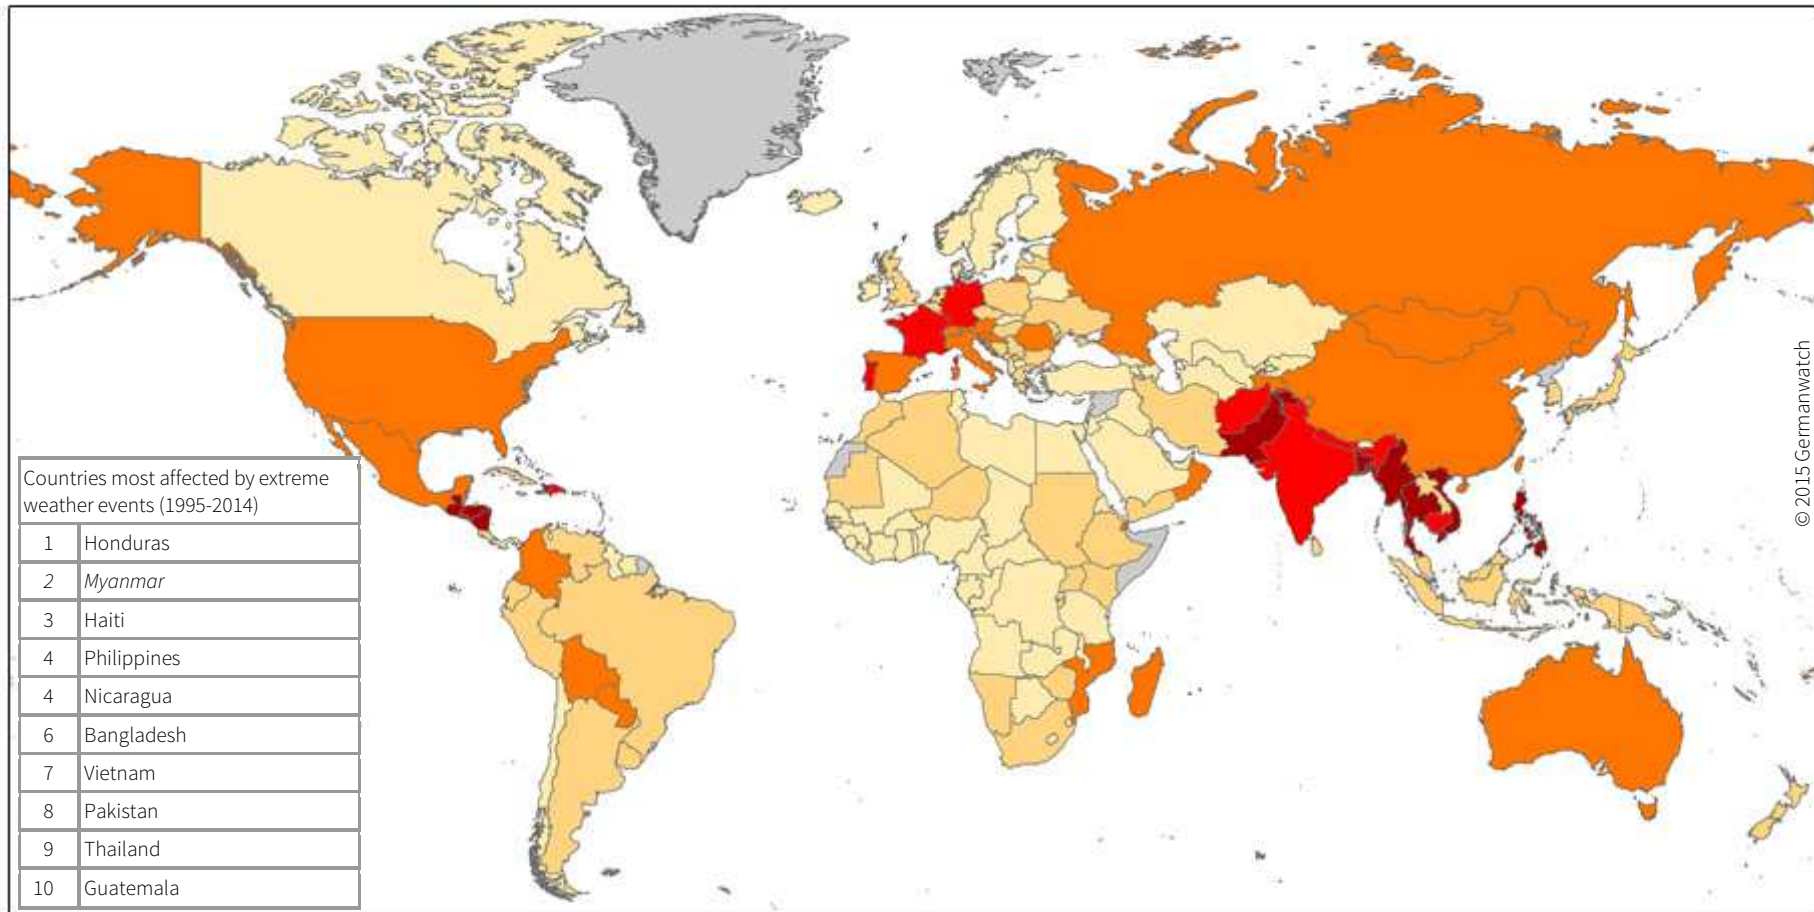 Countries most affected by extreme
weather events (1995-2014)
1 Honduras
2 Myanmar
3 Haiti
4 Philippines
4 Nicaragua
6 Bangladesh
7 Vietnam
8 Pakistan
9 Thailand
10 Guatemala
© 2015 Germanwatch